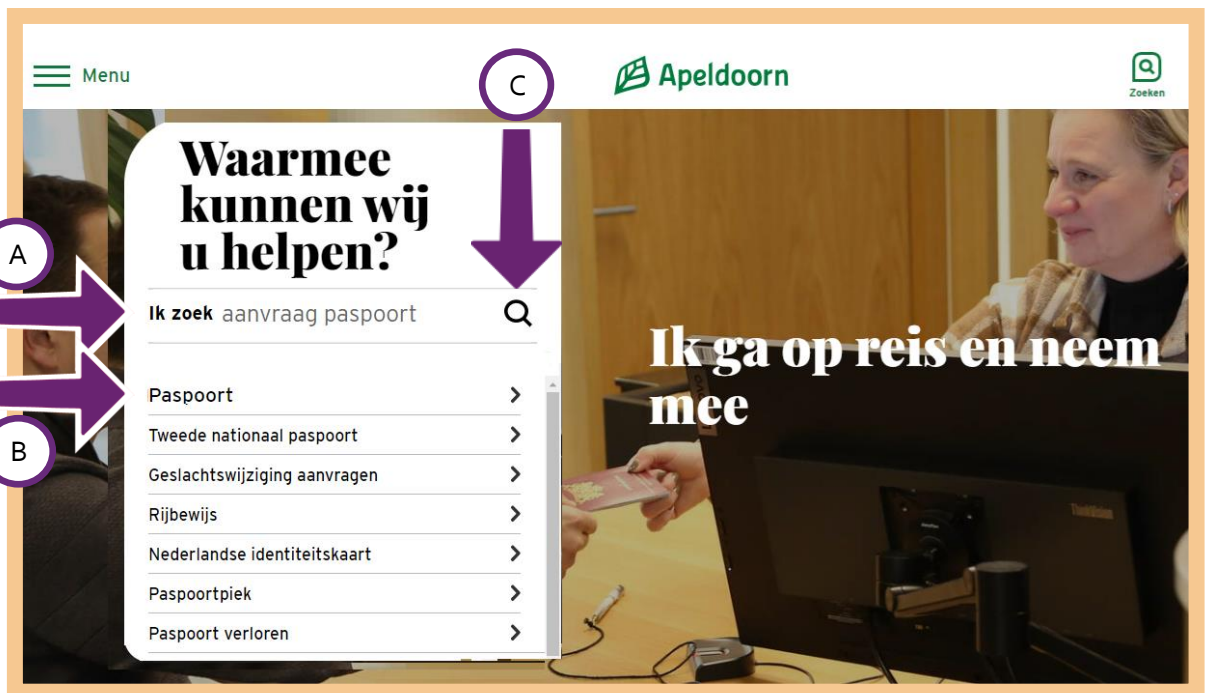 Menu
C
Apeldoorn
Zoeken
Waarmee
kunnen wij
u helpen?
A
Ik zoek aanvraag paspoort
Paspoort
B
Tweede nationaal paspoort
Geslachtswijziging aanvragen
Rijbewijs
Nederlandse identiteitskaart
Paspoortpiek
Paspoort verloren
Ik ga op reis en neem
mee
ThinkVision